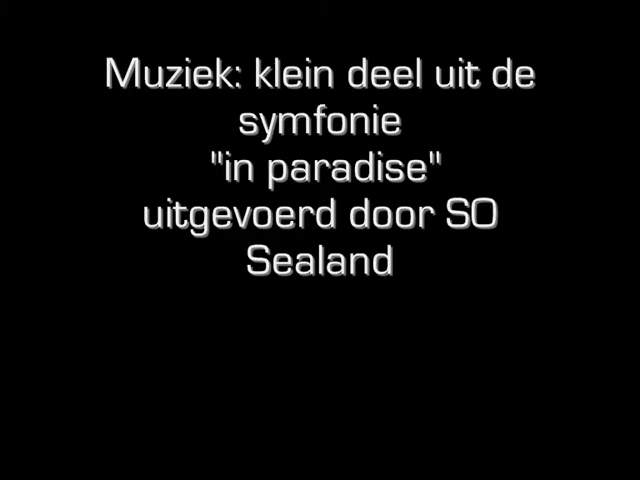 Muziek: klein deel uit de
symfonie
"in paradise"
uitgevoerd door SO
Sealand